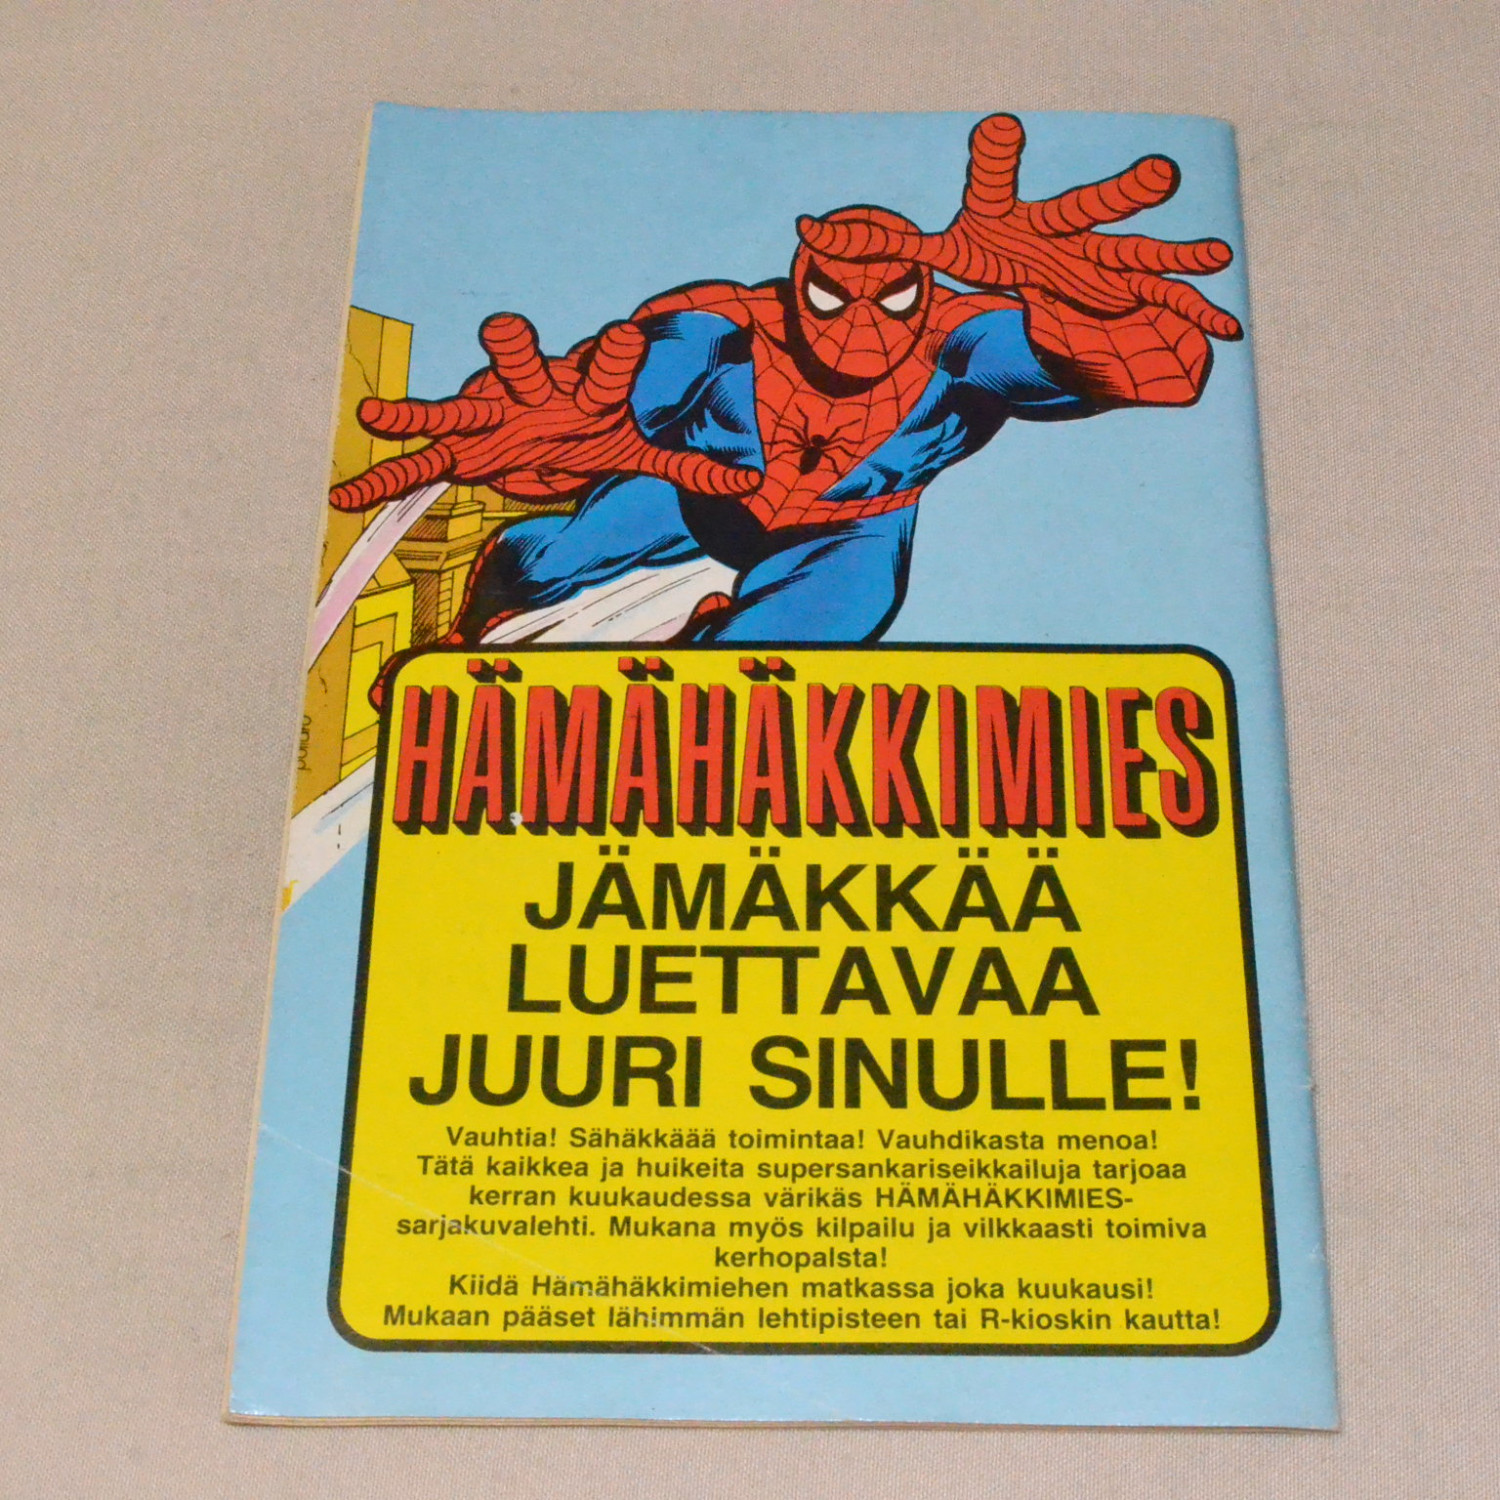 HÄMÄHÄKKIMIES
JÄMÄKKÄÄ
LUETTAVAA
JUURI SINULLE!
Vauhtia! Sähäkkäää toimintaa! Vauhdikasta menoa!
Tätä kaikkea ja huikeita supersankariseikkailuja tarjoaa
kerran kuukaudessa värikäs HÄMÄHÄKKIMIES-
sarjakuvalehti. Mukana myös kilpailu ja vilkkaasti toimiva
kerhopalsta!
Kiidä Hämähäkkimiehen matkassa joka kuukausi!
Mukaan pääset lähimmän lehtipisteen tai R-kioskin kautta!